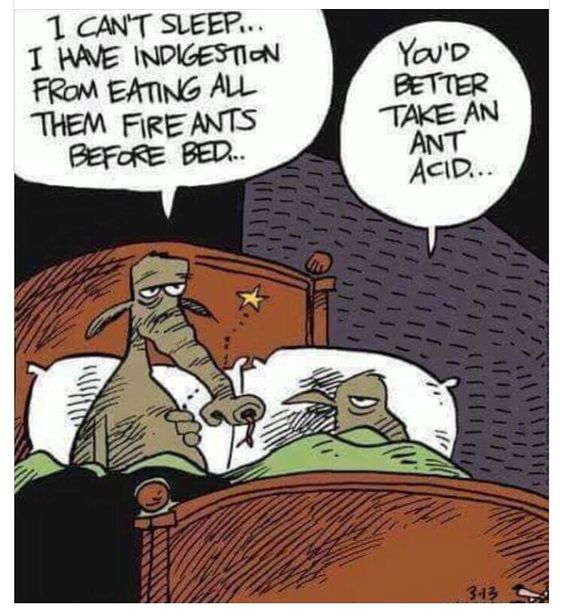 I CAN'T SLEEP...
I HAVE INDIGESTION
FROM EATING ALL
THEM FIRE ANTS
BEFORE BED...
YOU'D
BETTER
TAKE AN
ANT
ACID...
3-13